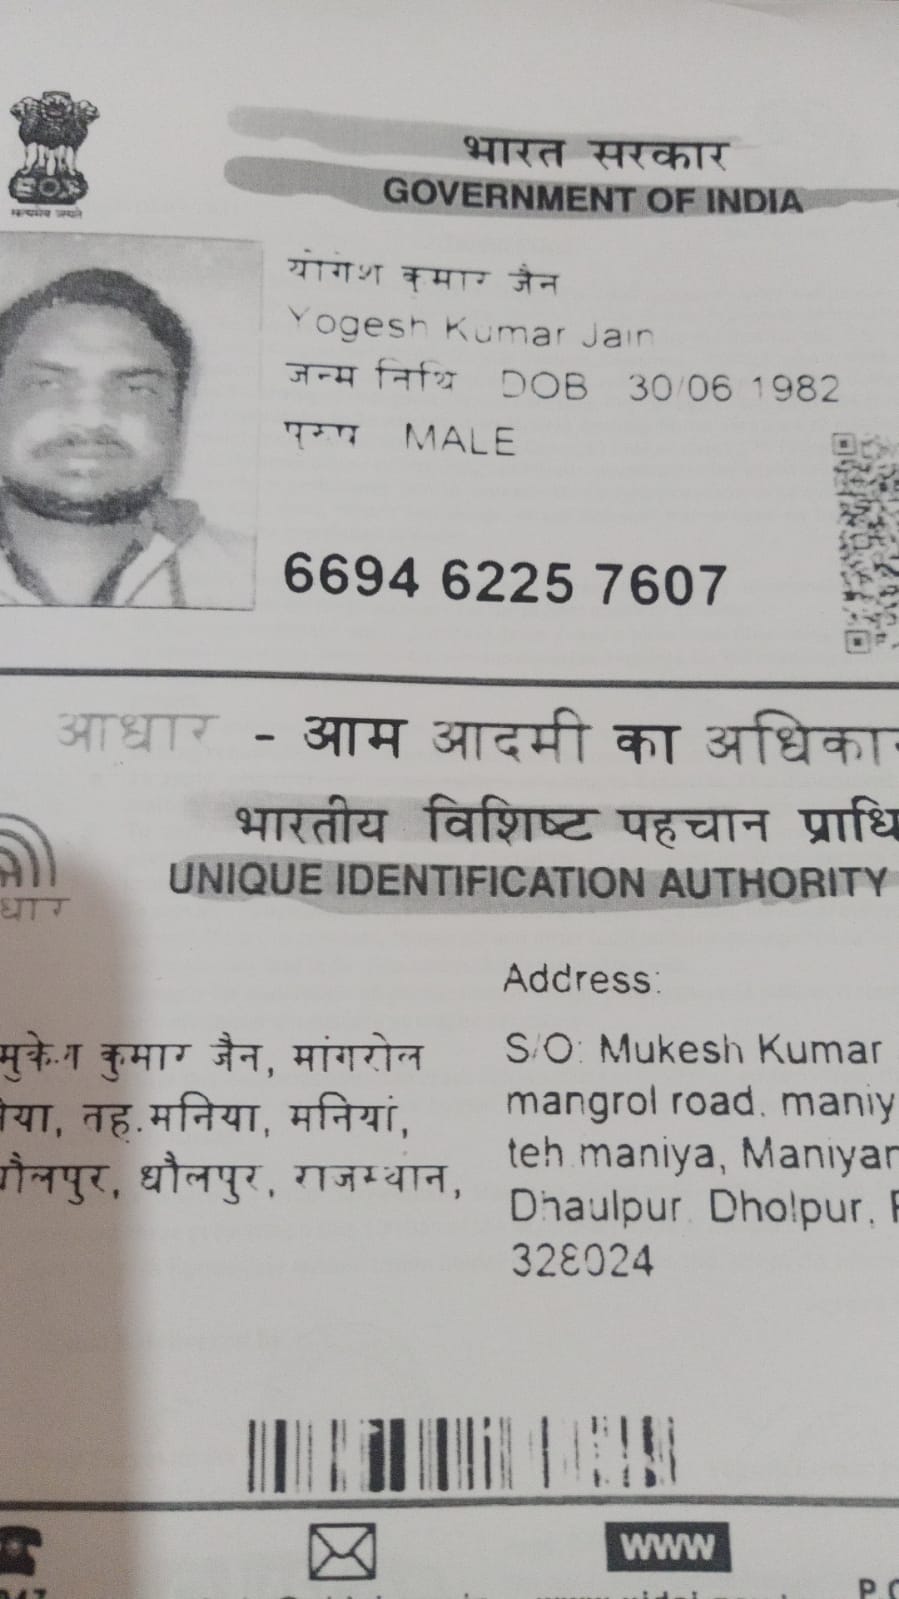 भारत सरकार
GOVERNMENT OF INDIA
योगेश कुमार जैन
Yogesh Kumar Jain
जन्म तिथि DOB 30/06 1982
पुरुष MALE
6694 6225 7607
आधार - आम आदमी का
भारतीय विशिष्ट पहचान
UNIQUE IDENTIFICATION AUTHORITY
Address:
कुमार जैन, मांगरोल
S/O: Mukesh Kumar
तह.मनिया, मनियां,
mangrol road.
teh maniya,
धौलपुर, राजस्थान,
Dhaulpur. Dholpur,
328024
www